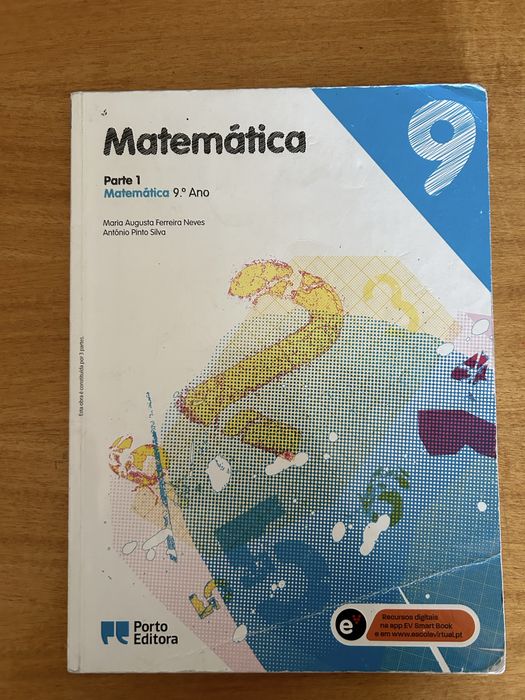 Matemática
9
Parte 1
Matemática 9.º Ano
Maria Augusta Ferreira Neves
António Pinto Silva
Esta obra é constituída por 3 partes.
Porto
Editora
e
Recursos digitais
na app EV Smart Book
e em www.escolavirtual.pt